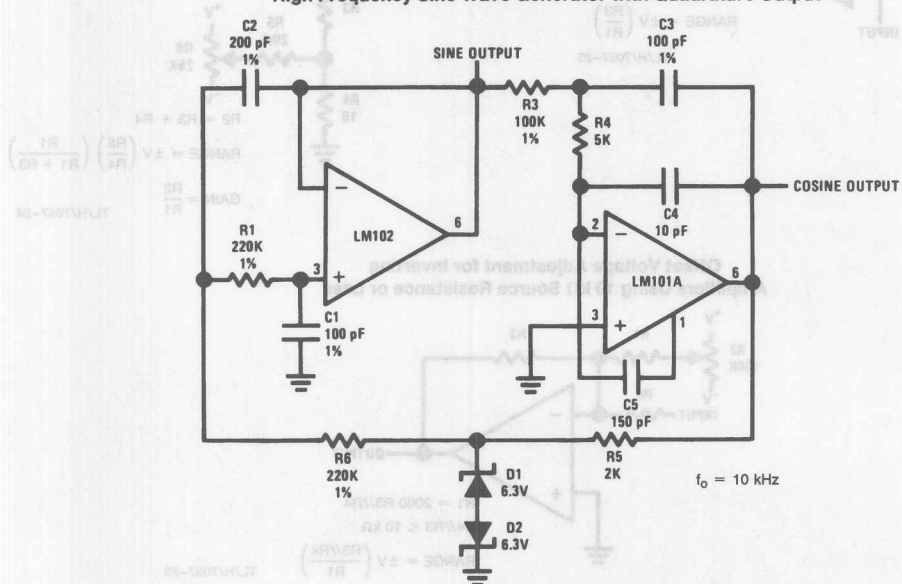 High Frequency Sine Wave Generator with Quadrature Output
C2
200 pF
1%
SINE OUTPUT
C3
100 pF
1%
R3
100K
1%
R4
5K
COSINE OUTPUT
C4
10 pF
−
LM102
6
3
+
R1
220K
1%
C1
100 pF
1%
2
−
LM101A
6
3
+
1
C5
150 pF
R6
220K
1%
R5
2K
D1
6.3V
D2
6.3V
fo = 10 kHz